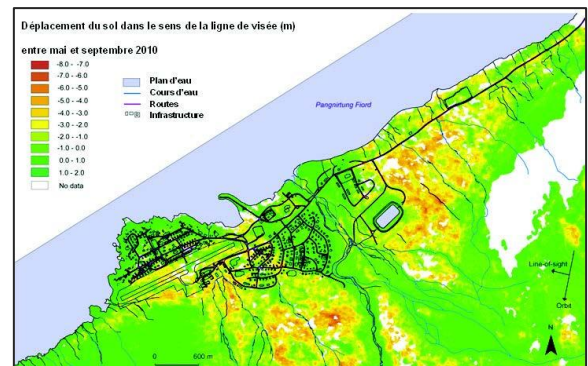 Déplacement du sol dans le sens de la ligne de visée (m)
entre mai et septembre 2010
-8.0 - -7.0
-7.0 - -6.0
-6.0 - -5.0
-5.0 - -4.0
-4.0 - -3.0
-3.0 - -2.0
-2.0 - -1.0
-1.0 - 0.0
0.0 - 1.0
1.0 - 2.0
No data
Plan d'eau
Cours d'eau
Routes
Infrastructure
Pangnirtung Fiord
Line-of-sight
Orbit
N
0 600 m